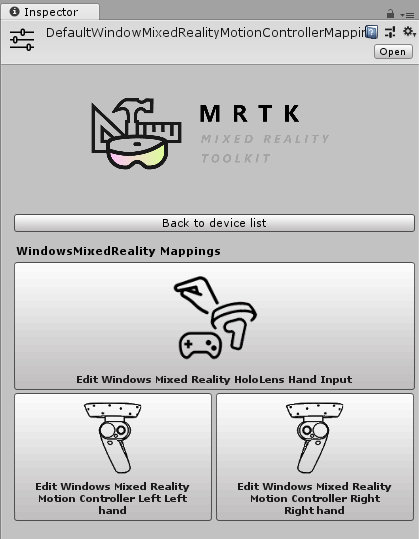 Inspector
DefaultWindowMixedRealityMotionControllerMappin
Open
MRTK
MIXED REALITY
TOOLKIT
Back to device list
WindowsMixedReality Mappings
Edit Windows Mixed Reality HoloLens Hand Input
Edit Windows Mixed Reality
Motion Controller Left Left
hand
Edit Windows Mixed Reality
Motion Controller Right
Right hand